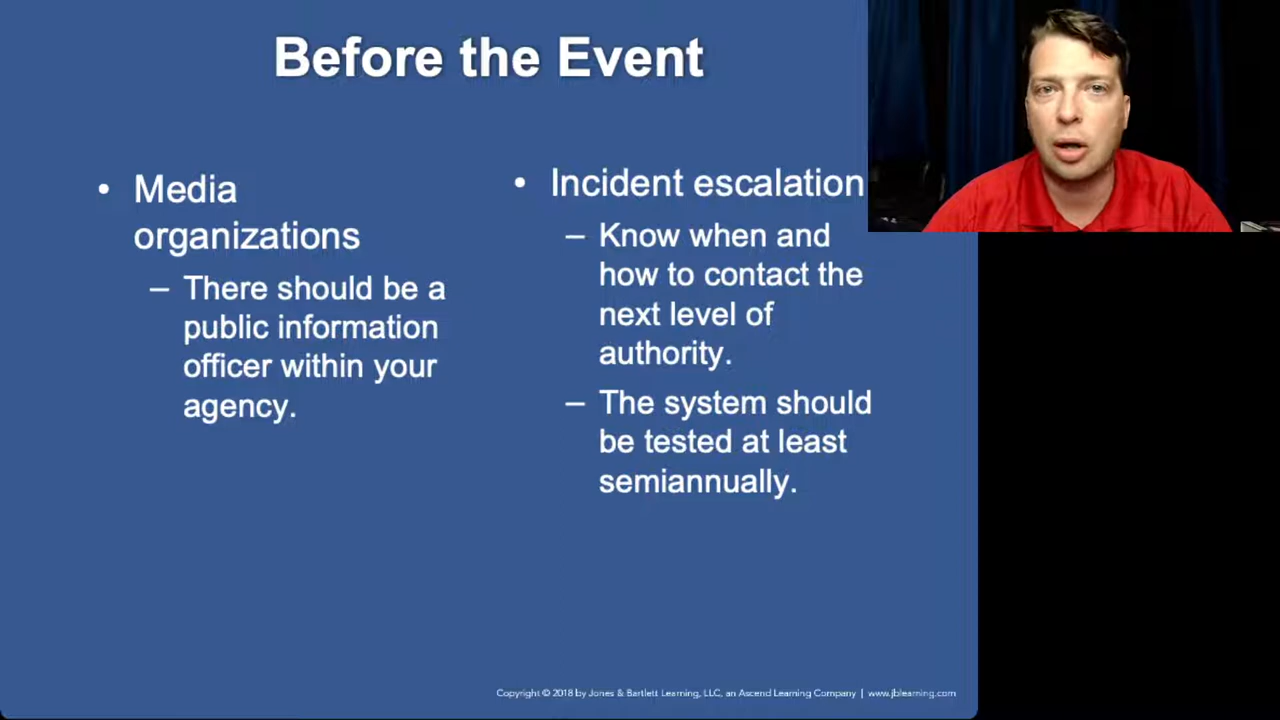 Before the Event
• Media
organizations
– There should be a
public information
officer within your
agency.
• Incident escalation
– Know when and
how to contact the
next level of
authority.
– The system should
be tested at least
semiannually.
Copyright © 2018 by Jones & Bartlett Learning, LLC, an Ascend Learning Company | www.jblearning.com